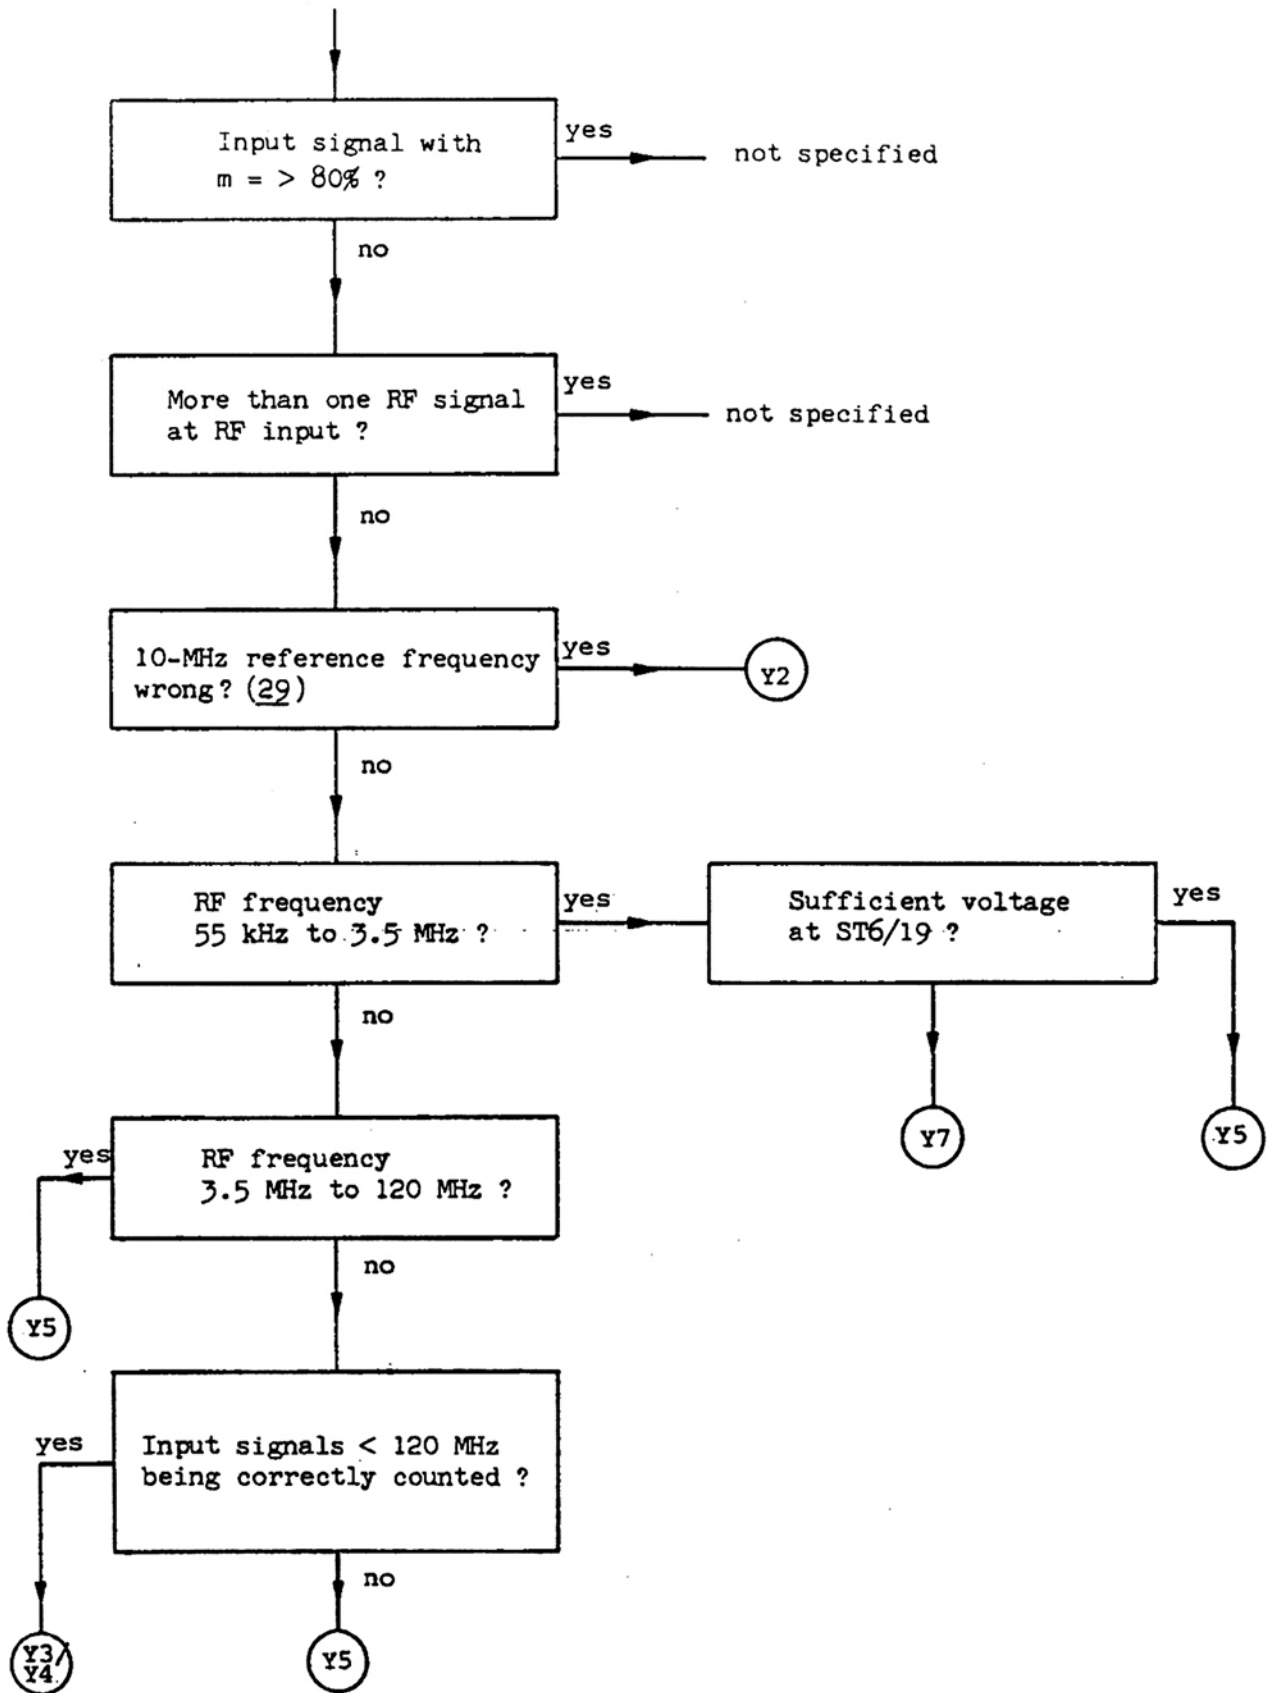 Input signal with
m = > 80% ?
yes
not specified
no
More than one RF signal
at RF input ?
yes
not specified
no
10-MHz reference frequency
wrong? (29)
yes
Y2
no
RF frequency
55 kHz to 3.5 MHz ?
yes
Sufficient voltage
at ST6/19 ?
yes
Y7
Y5
no
RF frequency
3.5 MHz to 120 MHz ?
yes
Y5
no
Input signals < 120 MHz
being correctly counted ?
yes
Y3/
Y4
no
Y5